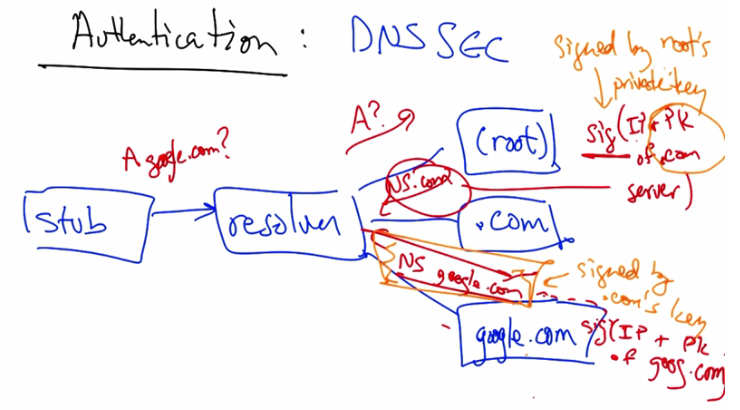 Authentication: DNSSEC
signed by root's
private key
A?
sig(IP + PK
of .com
server)
(root)
A google.com?
NS .com
stub
resolver
.com
NS google.com
signed by
.com's key
google.com
sig(IP + PK
of goog.com)